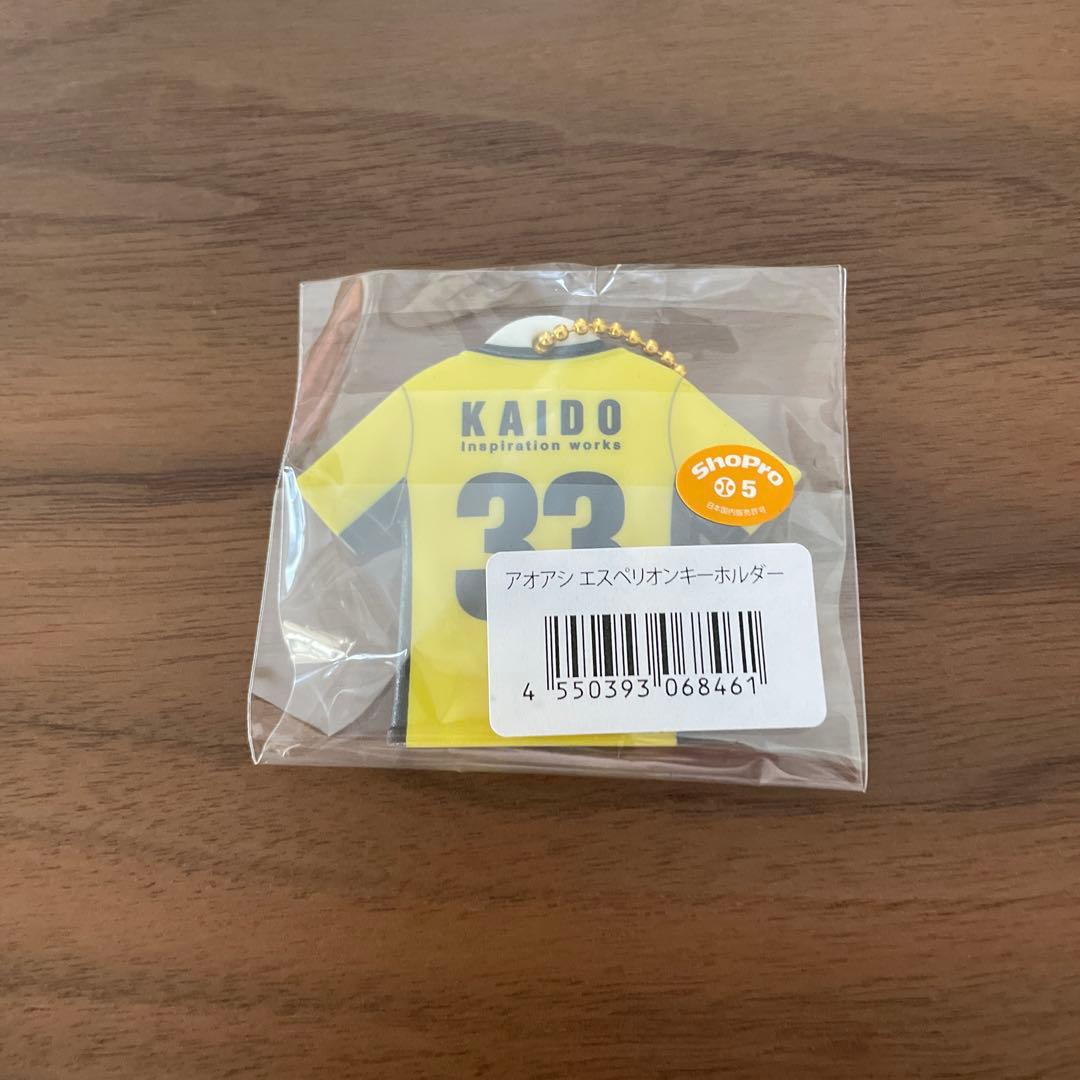 KAIDO
Inspiration works
33
ShoPro
5
日本国内販売許可
アオアシ エスペリオンキーホルダー
4 550393 068461